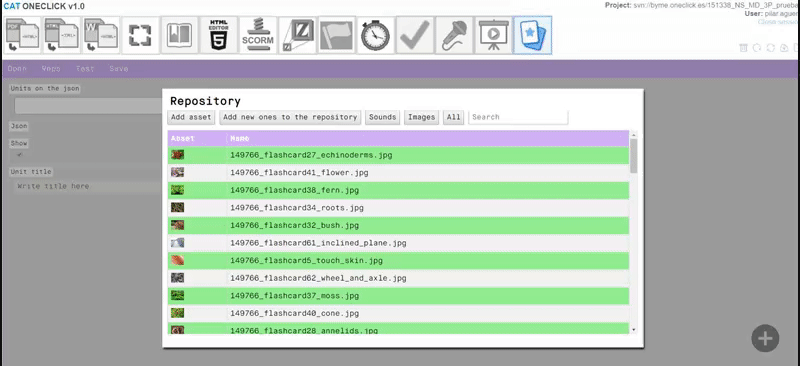 CAT ONECLICK v1.0
Project: svn://byme.oneclick.es/151338_NS_MD_3P_prueba
User: pilar.aguer
PDF
HTML
W
HTML
EDITOR
5
SCORM
Open Repo Test Save
Units on the json
Json
Show
Unit title
Write title here
Repository
Add asset Add new ones to the repository Sounds Images All Search
Asset Name
149766_flashcard27_echinoderms.jpg
149766_flashcard41_flower.jpg
149766_flashcard38_fern.jpg
149766_flashcard34_roots.jpg
149766_flashcard32_bush.jpg
149766_flashcard61_inclined_plane.jpg
149766_flashcard5_touch_skin.jpg
149766_flashcard62_wheel_and_axle.jpg
149766_flashcard37_moss.jpg
149766_flashcard40_cone.jpg
149766_flashcard28_annelids.jpg